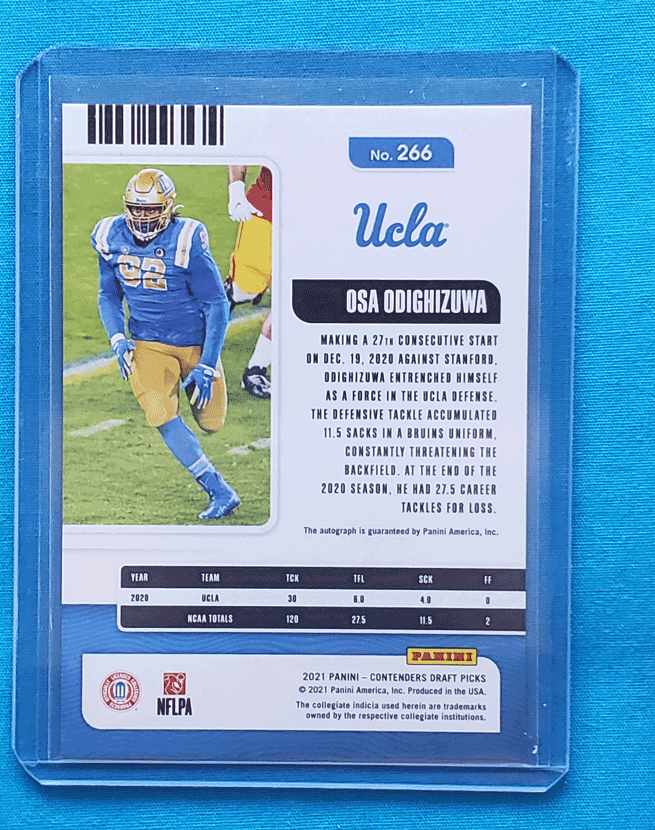 No. 266
Ucla
92
OSA ODIGHIZUWA
MAKING A 27TH CONSECUTIVE START
ON DEC. 19, 2020 AGAINST STANFORD,
ODIGHIZUWA ENTRENCHED HIMSELF
AS A FORCE IN THE UCLA DEFENSE.
THE DEFENSIVE TACKLE ACCUMULATED
11.5 SACKS IN A BRUINS UNIFORM,
CONSTANTLY THREATENING THE
BACKFIELD. AT THE END OF THE
2020 SEASON, HE HAD 27.5 CAREER
TACKLES FOR LOSS.
The autograph is guaranteed by Panini America, Inc.
YEAR TEAM TCK TFL SCK FF
2020 UCLA 30 6.0 4.0 0
NCAA TOTALS 120 27.5 11.5 2
PANINI
2021 PANINI – CONTENDERS DRAFT PICKS
© 2021 Panini America, Inc. Produced in the USA.
The collegiate indicia used herein are trademarks
owned by the respective collegiate institutions.
NFLPA